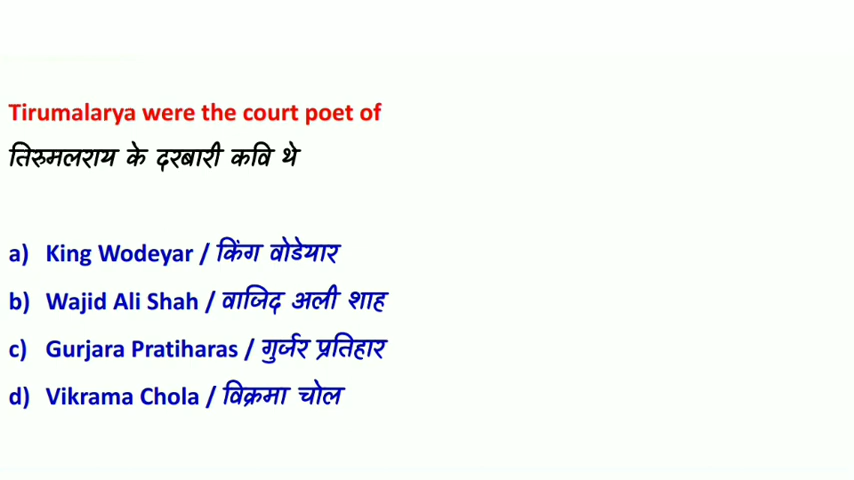 Tirumalarya were the court poet of
तिरुमलराय के दरबारी कवि थे
a) King Wodeyar / किंग वोडेयार
b) Wajid Ali Shah / वाजिद अली शाह
c) Gurjara Pratiharas / गुर्जर प्रतिहार
d) Vikrama Chola / विक्रमा चोल